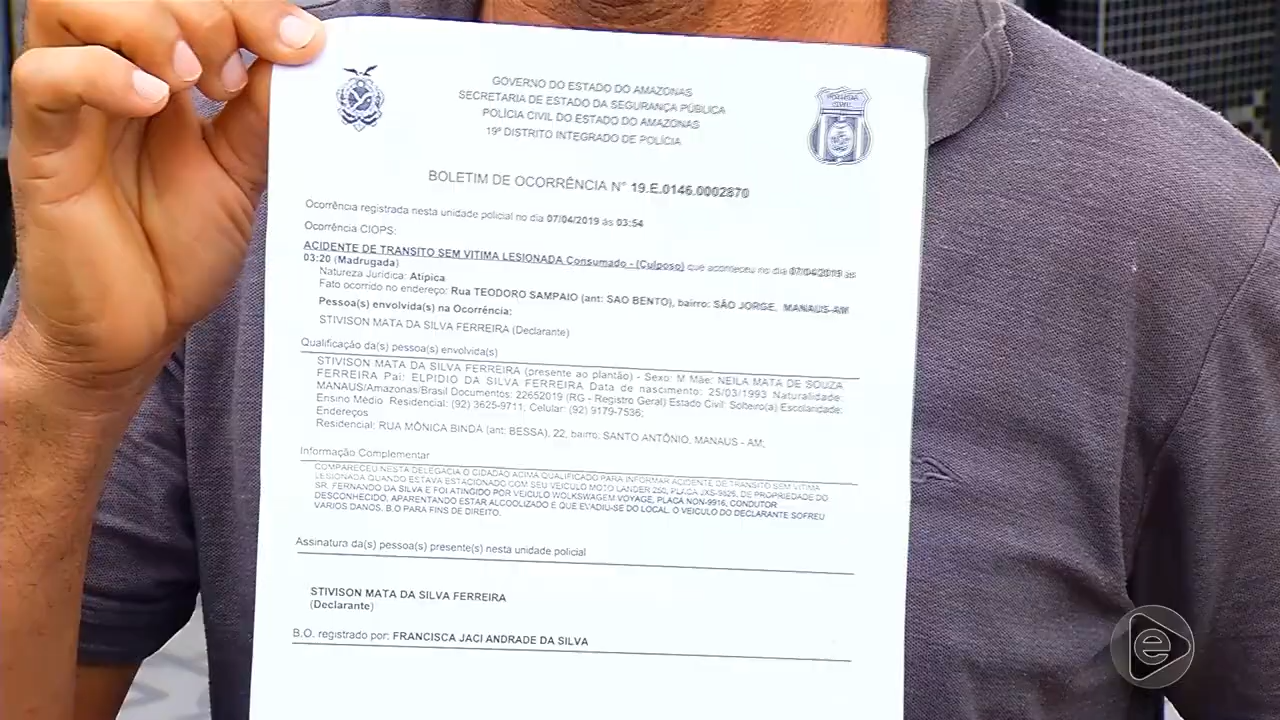 GOVERNO DO ESTADO DO AMAZONAS
SECRETARIA DE ESTADO DA SEGURANÇA PÚBLICA
POLÍCIA CIVIL DO ESTADO DO AMAZONAS
19º DISTRITO INTEGRADO DE POLÍCIA
BOLETIM DE OCORRÊNCIA N° 19.E.0146.0002870
Ocorrência registrada nesta unidade policial no dia 07/04/2019 às 03:54
Ocorrência CIOPS:
ACIDENTE DE TRANSITO SEM VITIMA LESIONADA Consumado - (Culposo) que aconteceu no dia 07/04/2019 às
03:20 (Madrugada)
Natureza Jurídica: Atípica
Fato ocorrido no endereço: Rua TEODORO SAMPAIO (ant: SAO BENTO), bairro: SÃO JORGE, MANAUS-AM
Pessoa(s) envolvida(s) na Ocorrência:
STIVISON MATA DA SILVA FERREIRA (Declarante)
Qualificação da(s) pessoa(s) envolvida(s)
STIVISON MATA DA SILVA FERREIRA (presente ao plantão) - Sexo: M Mãe: NEILA MATA DE SOUZA
FERREIRA Pai: ELPIDIO DA SILVA FERREIRA Data de nascimento: 25/03/1993 Naturalidade:
MANAUS/Amazonas/Brasil Documentos: 22652019 (RG - Registro Geral) Estado Civil: Solteiro(a) Escolaridade:
Ensino Médio Residencial: (92) 3625-9711, Celular: (92) 9179-7536;
Endereços
Residencial: RUA MÔNICA BINDÁ (ant: BESSA), 22, bairro: SANTO ANTÔNIO, MANAUS - AM;
Informação Complementar
COMPARECEU NESTA DELEGACIA O CIDADÃO ACIMA QUALIFICADO PARA INFORMAR ACIDENTE DE TRANSITO SEM VITIMA
LESIONADA QUANDO ESTAVA ESTACIONADO COM SEU VEICULO MOTO LANDER 250, PLACA DE PROPRIEDADE DO
SR. FERNANDO DA SILVA E FOI ATINGIDO POR VEICULO WOLKSWAGEM VOYAGE, PLACA NON-9916, CONDUTOR
DESCONHECIDO, APARENTANDO ESTAR ALCOOLIZADO E QUE EVADIU-SE DO LOCAL. O VEICULO DO DECLARANTE SOFREU
VARIOS DANOS. B.O PARA FINS DE DIREITO.
Assinatura da(s) pessoa(s) presente(s) nesta unidade policial
STIVISON MATA DA SILVA FERREIRA
(Declarante)
B.O. registrado por: FRANCISCA JACI ANDRADE DA SILVA
e